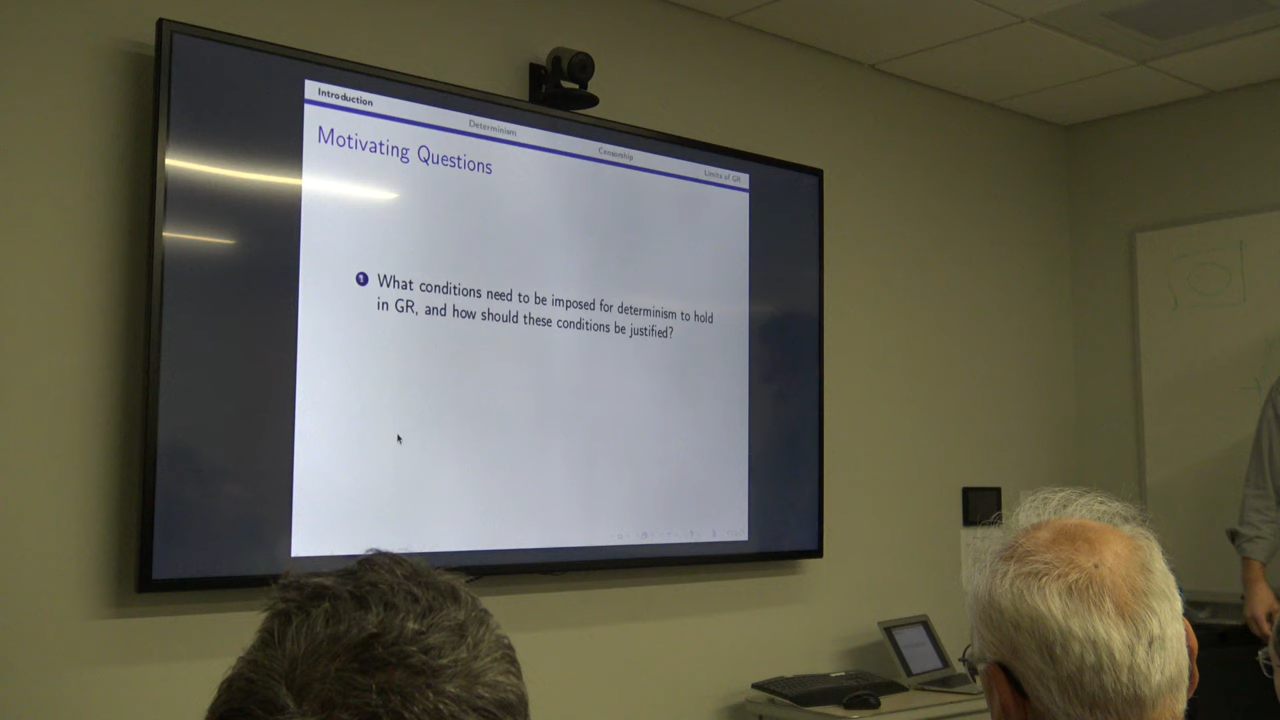 Introduction
Determinism
Censorship
Limits of GR
Motivating Questions
1 What conditions need to be imposed for determinism to hold
in GR, and how should these conditions be justified?